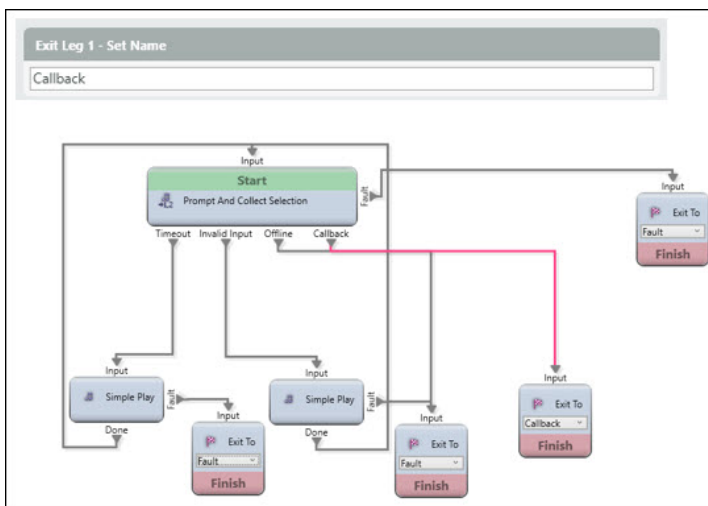 Exit Leg 1 - Set Name
Callback
Input
Start
Prompt And Collect Selection
Fault
Timeout Invalid Input Offline Callback
Input
Exit To
Fault
Finish
Input
Simple Play
Fault
Done
Input
Exit To
Fault
Finish
Input
Simple Play
Fault
Done
Input
Exit To
Fault
Finish
Input
Exit To
Callback
Finish